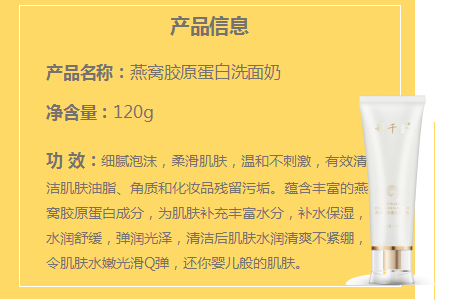 产品信息
产品名称：燕窝胶原蛋白洗面奶
净含量：120g
功 效：细腻泡沫，柔滑肌肤，温和不刺激，有效清
洁肌肤油脂、角质和化妆品残留污垢。蕴含丰富的燕
窝胶原蛋白成分，为肌肤补充丰富水分，补水保湿，
水润舒缓，弹润光泽，清洁后肌肤水润清爽不紧绷，
令肌肤水嫩光滑Q弹，还你婴儿般的肌肤。